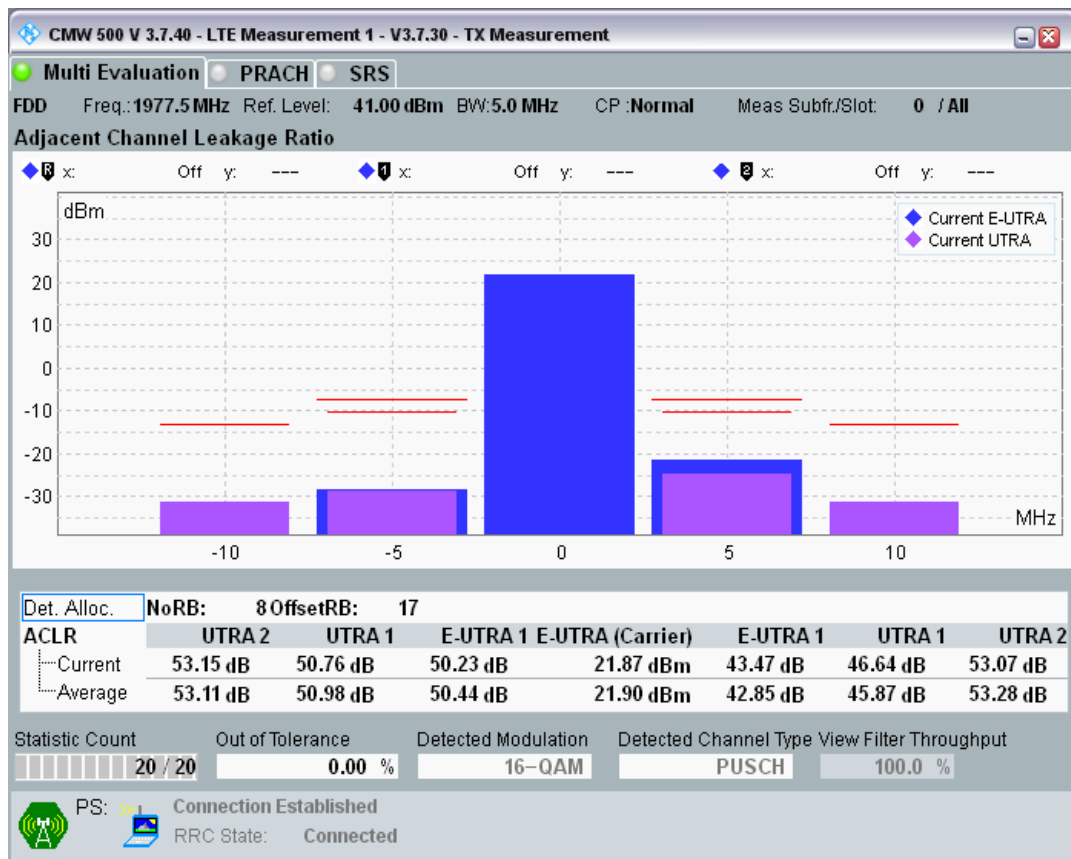 CMW 500 V 3.7.40 - LTE Measurement 1 - V3.7.30 - TX Measurement
Multi Evaluation PRACH SRS
FDD Freq.:1977.5 MHz Ref. Level: 41.00 dBm BW:5.0 MHz CP :Normal Meas Subfr./Slot: 0 / All
Adjacent Channel Leakage Ratio
R x: Off y: --- 1 x: Off y: --- 2 x: Off y: ---
dBm
Current E-UTRA
Current UTRA
30
20
10
0
-10
-20
-30
MHz
-10 -5 0 5 10
Det. Alloc. NoRB: 8 OffsetRB: 17
ACLR UTRA 2 UTRA 1 E-UTRA 1 E-UTRA (Carrier) E-UTRA 1 UTRA 1 UTRA 2
Current 53.15 dB 50.76 dB 50.23 dB 21.87 dBm 43.47 dB 46.64 dB 53.07 dB
Average 53.11 dB 50.98 dB 50.44 dB 21.90 dBm 42.85 dB 45.87 dB 53.28 dB
Statistic Count Out of Tolerance Detected Modulation Detected Channel Type View Filter Throughput
20 / 20 0.00 % 16-QAM PUSCH 100.0 %
PS: Connection Established
RRC State: Connected